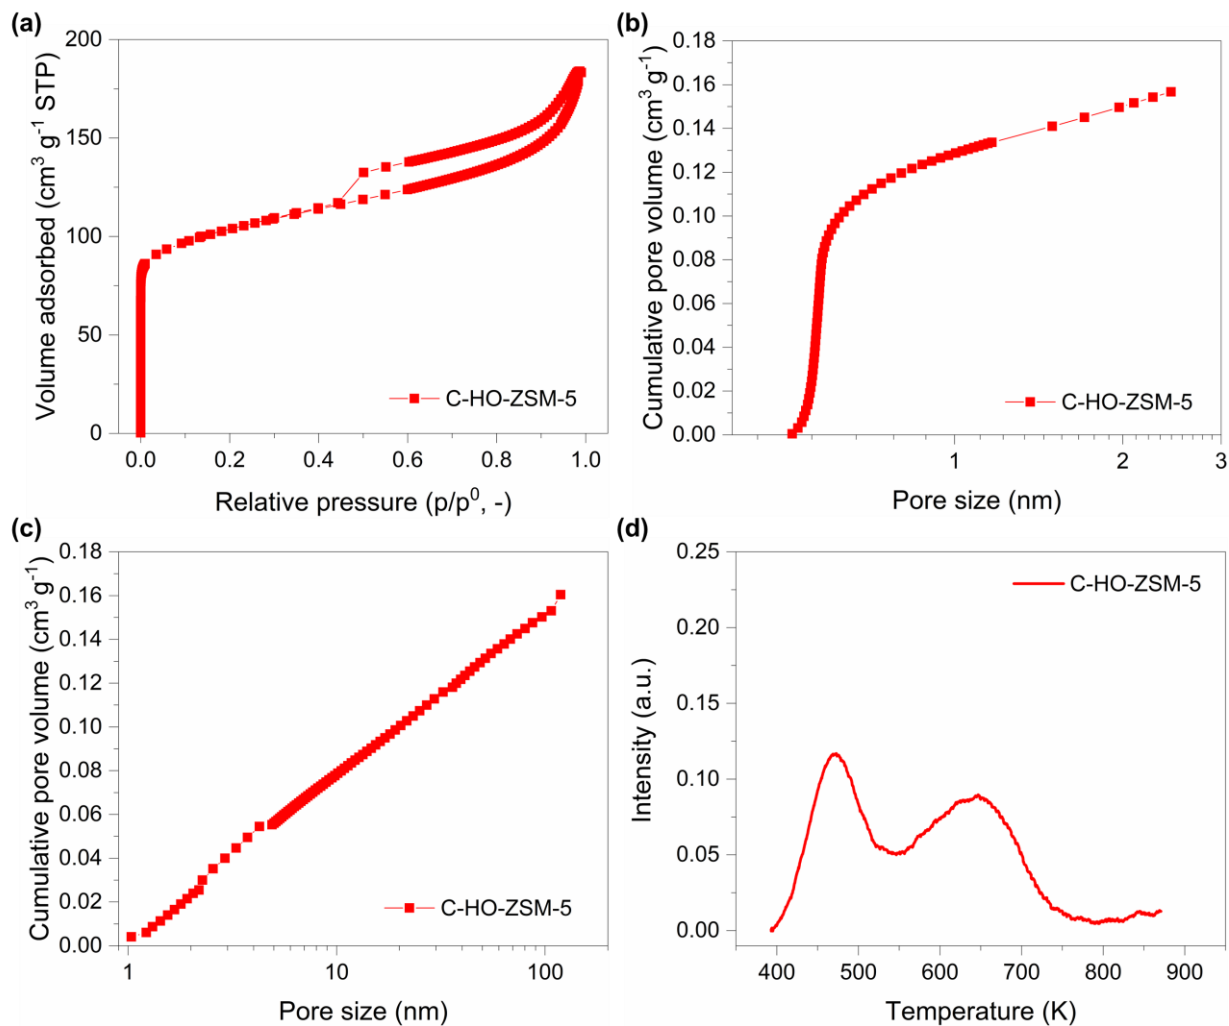 (a)
200
150
100
50
0
Volume adsorbed (cm³ g⁻¹ STP)
C-HO-ZSM-5
0.0 0.2 0.4 0.6 0.8 1.0
Relative pressure (p/p⁰, -)
(b)
0.18
0.16
0.14
0.12
0.10
0.08
0.06
0.04
0.02
0.00
Cumulative pore volume (cm³ g⁻¹)
C-HO-ZSM-5
1 2 3
Pore size (nm)
(c)
0.18
0.16
0.14
0.12
0.10
0.08
0.06
0.04
0.02
0.00
Cumulative pore volume (cm³ g⁻¹)
C-HO-ZSM-5
1 10 100
Pore size (nm)
(d)
0.25
0.20
0.15
0.10
0.05
0.00
Intensity (a.u.)
C-HO-ZSM-5
400 500 600 700 800 900
Temperature (K)